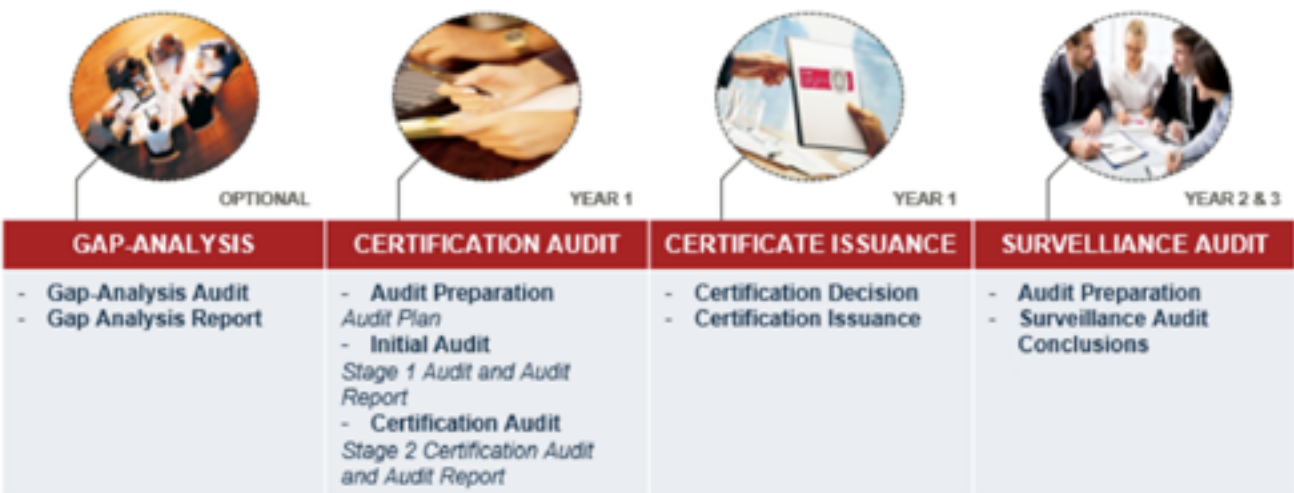 OPTIONAL
YEAR 1
YEAR 1
YEAR 2 & 3
GAP-ANALYSIS
CERTIFICATION AUDIT
CERTIFICATE ISSUANCE
SURVELLIANCE AUDIT
- Gap-Analysis Audit
- Gap Analysis Report
- Audit Preparation
Audit Plan
- Initial Audit
Stage 1 Audit and Audit
Report
- Certification Audit
Stage 2 Certification Audit
and Audit Report
- Certification Decision
- Certification Issuance
- Audit Preparation
- Surveillance Audit
Conclusions